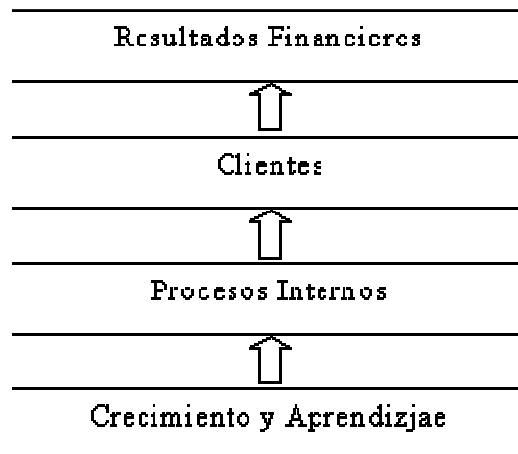 Resultados Financieros
Clientes
Procesos Internos
Crecimiento y Aprendizjae